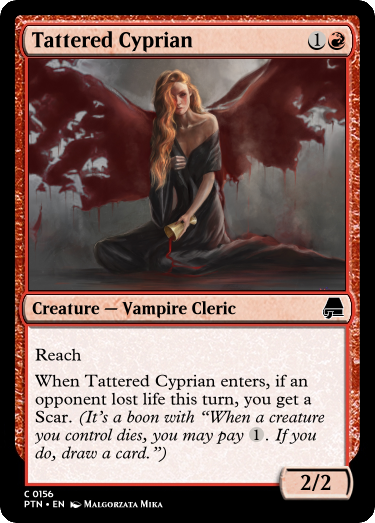 Tattered Cyprian 1
Creature — Vampire Cleric
Reach
When Tattered Cyprian enters, if an
opponent lost life this turn, you get a
Scar. (It's a boon with “When a creature
you control dies, you may pay 1. If you
do, draw a card.”)
2/2
C 0156
PTN • EN Malgorzata Mika